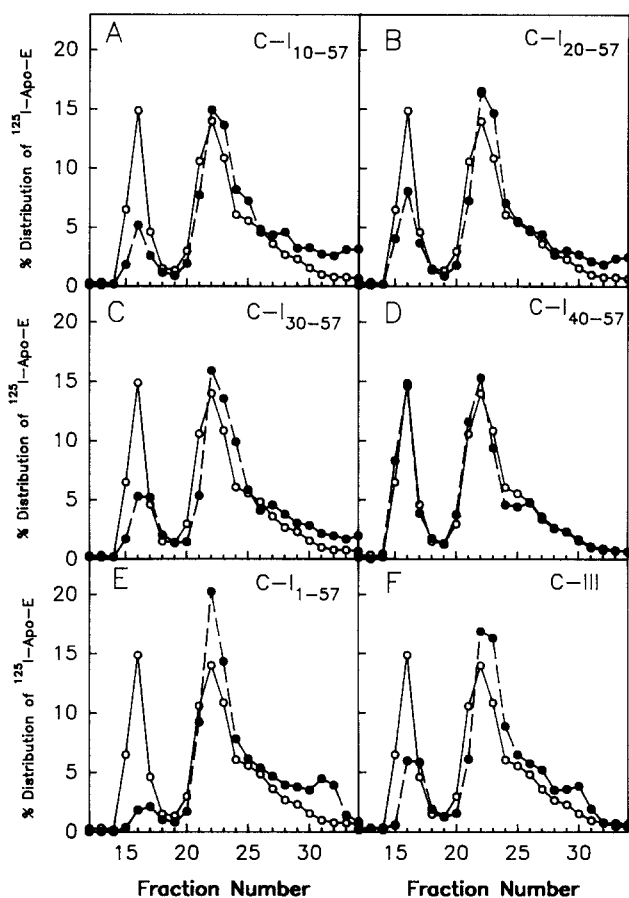 A
C-I10-57
B
C-I20-57
20
15
10
5
0
% Distribution of 125I-Apo-E
C
C-I30-57
D
C-I40-57
20
15
10
5
0
% Distribution of 125I-Apo-E
E
C-I1-57
F
C-III
20
15
10
5
0
% Distribution of 125I-Apo-E
15 20 25 30
15 20 25 30
Fraction Number
Fraction Number